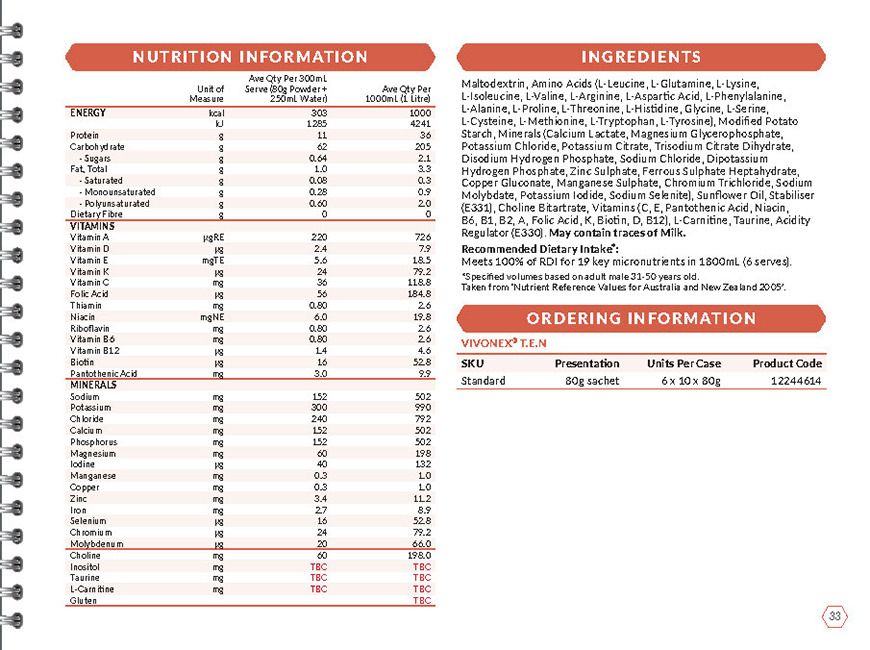 NUTRITION INFORMATION
Unit of Measure Ave Qty Per 300mL Serve (80g Powder + 250mL Water) Ave Qty Per 1000mL (1 Litre)
ENERGY kcal 303 1000
kJ 1285 4241
Protein g 11 36
Carbohydrate g 62 205
- Sugars g 0.64 2.1
Fat, Total g 1.0 3.3
- Saturated g 0.08 0.3
- Monounsaturated g 0.28 0.9
- Polyunsaturated g 0.60 2.0
Dietary Fibre g 0 0
VITAMINS
Vitamin A µgRE 220 726
Vitamin D µg 2.4 7.9
Vitamin E mgTE 5.6 18.5
Vitamin K µg 24 79.2
Vitamin C mg 36 118.8
Folic Acid µg 56 184.8
Thiamin mg 0.80 2.6
Niacin mgNE 6.0 19.8
Riboflavin mg 0.80 2.6
Vitamin B6 mg 0.80 2.6
Vitamin B12 µg 1.4 4.6
Biotin µg 16 52.8
Pantothenic Acid mg 3.0 9.9
MINERALS
Sodium mg 152 502
Potassium mg 300 990
Chloride mg 240 792
Calcium mg 152 502
Phosphorus mg 152 502
Magnesium mg 60 198
Iodine µg 40 132
Manganese mg 0.3 1.0
Copper mg 0.3 1.0
Zinc mg 3.4 11.2
Iron mg 2.7 8.9
Selenium µg 16 52.8
Chromium µg 24 79.2
Molybdenum µg 20 66.0
Choline mg 60 198.0
Inositol mg TBC TBC
Taurine mg TBC TBC
L-Carnitine mg TBC TBC
Gluten TBC
INGREDIENTS
Maltodextrin, Amino Acids (L-Leucine, L-Glutamine, L-Lysine,
L-Isoleucine, L-Valine, L-Arginine, L-Aspartic Acid, L-Phenylalanine,
L-Alanine, L-Proline, L-Threonine, L-Histidine, Glycine, L-Serine,
L-Cysteine, L-Methionine, L-Tryptophan, L-Tyrosine), Modified Potato
Starch, Minerals (Calcium Lactate, Magnesium Glycerophosphate,
Potassium Chloride, Potassium Citrate, Trisodium Citrate Dihydrate,
Disodium Hydrogen Phosphate, Sodium Chloride, Dipotassium
Hydrogen Phosphate, Zinc Sulphate, Ferrous Sulphate Heptahydrate,
Copper Gluconate, Manganese Sulphate, Chromium Trichloride, Sodium
Molybdate, Potassium Iodide, Sodium Selenite), Sunflower Oil, Stabiliser
(E331), Choline Bitartrate, Vitamins (C, E, Pantothenic Acid, Niacin,
B6, B1, B2, A, Folic Acid, K, Biotin, D, B12), L-Carnitine, Taurine, Acidity
Regulator (E330). May contain traces of Milk.
Recommended Dietary Intake*:
Meets 100% of RDI for 19 key micronutrients in 1800mL (6 serves).
*Specified volumes based on adult male 31-50 years old.
Taken from 'Nutrient Reference Values for Australia and New Zealand 2005'.
ORDERING INFORMATION
VIVONEX® T.E.N
SKU Presentation Units Per Case Product Code
Standard 80g sachet 6 x 10 x 80g 12244614
33